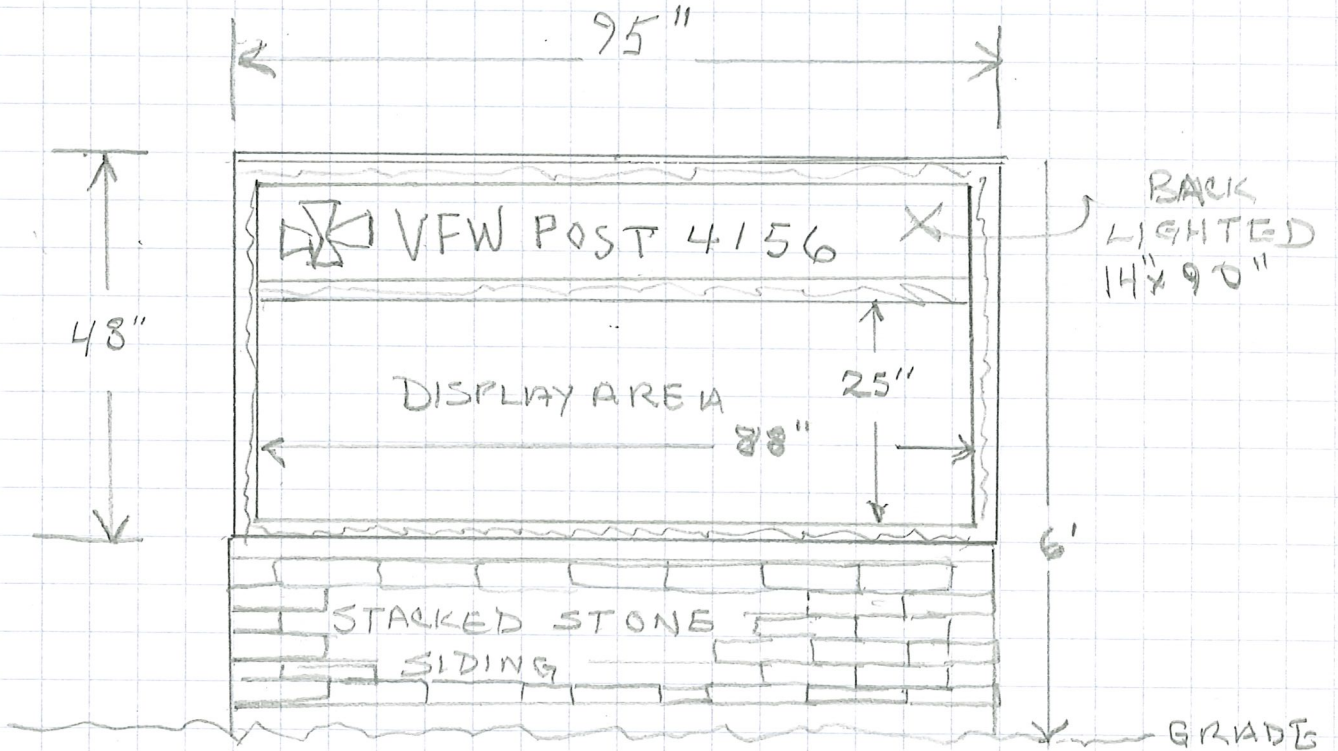 95"
BACK
LIGHTED
14"x 90"
VFW POST 4156
48"
25"
DISPLAY AREA
88"
6'
STACKED STONE
SIDING
GRADE